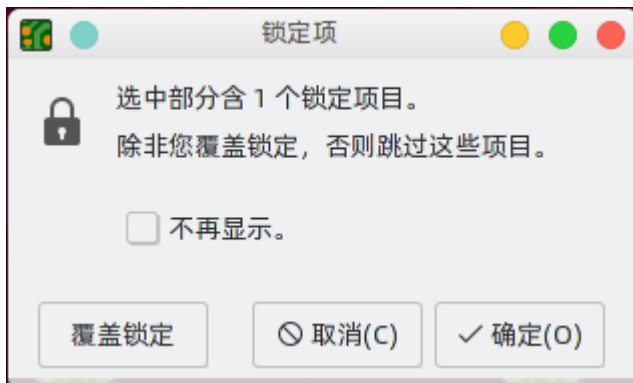 锁定项
选中部分含 1 个锁定项目。
除非您覆盖锁定，否则跳过这些项目。
不再显示。
覆盖锁定
取消(C)
确定(O)